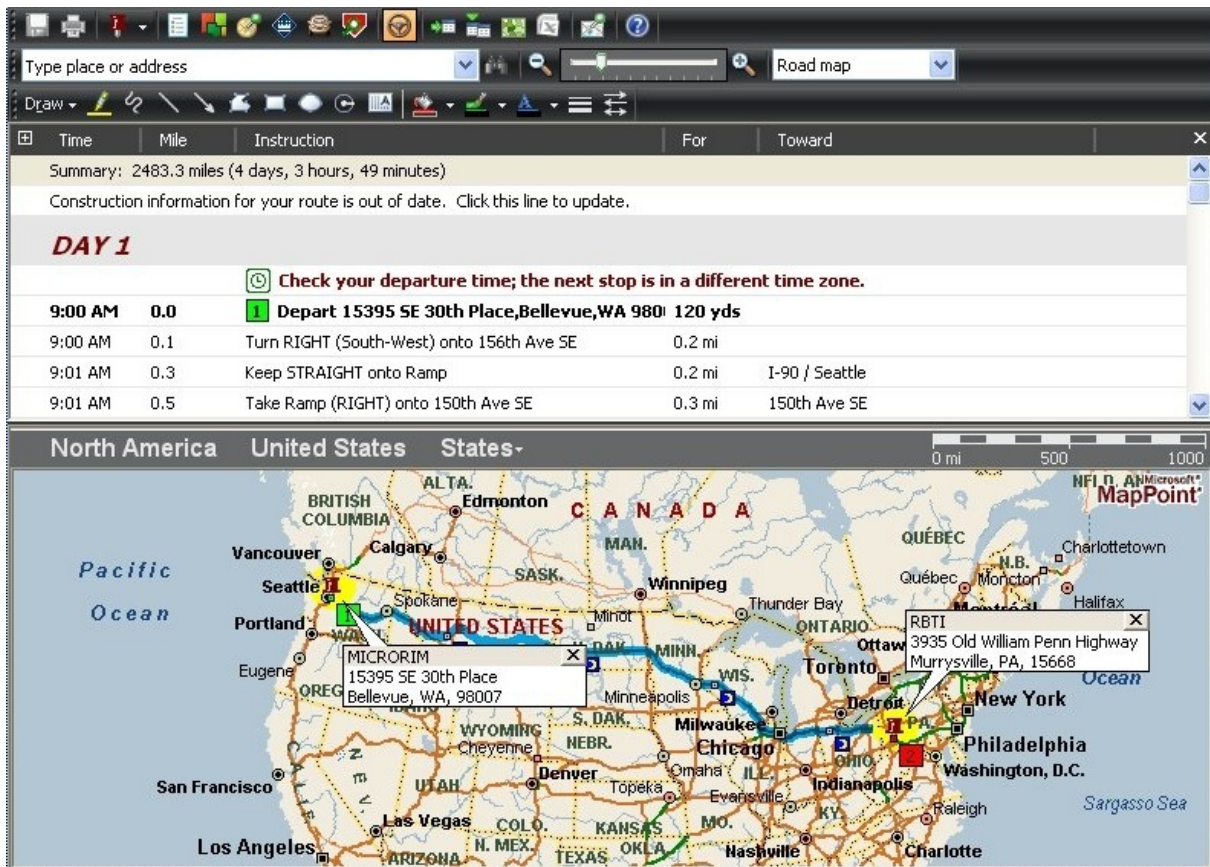 Type place or address
Road map
Draw
Time Mile Instruction For Toward
Summary: 2483.3 miles (4 days, 3 hours, 49 minutes)
Construction information for your route is out of date. Click this line to update.
DAY 1
Check your departure time; the next stop is in a different time zone.
9:00 AM 0.0 1 Depart 15395 SE 30th Place,Bellevue,WA 980 120 yds
9:00 AM 0.1 Turn RIGHT (South-West) onto 156th Ave SE 0.2 mi
9:01 AM 0.3 Keep STRAIGHT onto Ramp 0.2 mi I-90 / Seattle
9:01 AM 0.5 Take Ramp (RIGHT) onto 150th Ave SE 0.3 mi 150th Ave SE
North America United States States
0 mi 500 1000
Microsoft
MapPoint
ALTA.
BRITISH
COLUMBIA
Edmonton
CANADA
MAN.
QUÉBEC
Vancouver
Calgary
SASK.
N.B.
Charlottetown
Pacific
Ocean
Seattle
Winnipeg
Québec
Moncton
Spokane
Minot
Thunder Bay
Halifax
Portland
WASH.
UNITED STATES
ONTARIO
Montréal
RBTI
3935 Old William Penn Highway
Murrysville, PA, 15668
Ottaw
Eugene
MICRORIM
15395 SE 30th Place
Bellevue, WA, 98007
DAK.
MINN.
WIS.
Toronto
Ocean
OREG
IDAHO
Minneapolis
Detroit
New York
WYOMING
S. DAK.
Milwaukee
PA.
Cheyenne
NEBR.
Chicago
OHIO
2
Philadelphia
Washington, D.C.
San Francisco
NEV.
UTAH
Denver
Omaha
ILL.
Indianapolis
Topeka
Evansville
KY.
Raleigh
Sargasso Sea
CALIF.
Las Vegas
COLO.
KANSAS
MO.
Los Angeles
ARIZONA
N. MEX.
TEXAS
OKLA.
Nashville
Charlotte